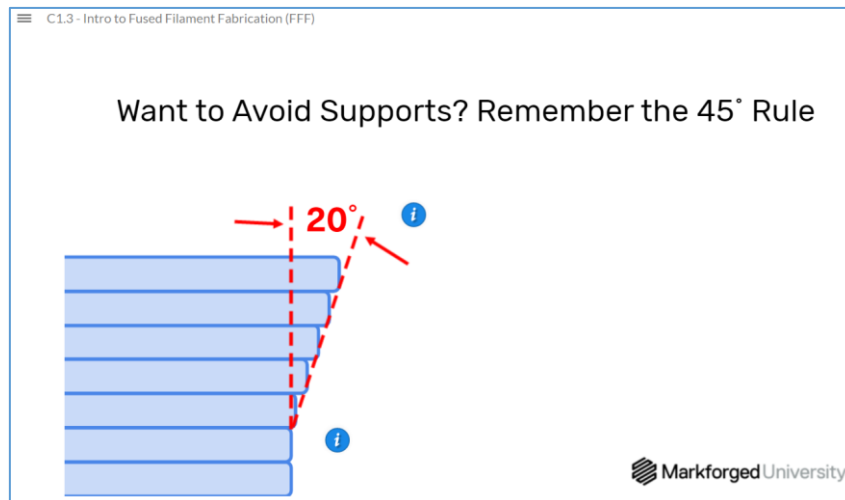 C1.3 - Intro to Fused Filament Fabrication (FFF)
Want to Avoid Supports? Remember the 45° Rule
20°
i
i
Markforged University